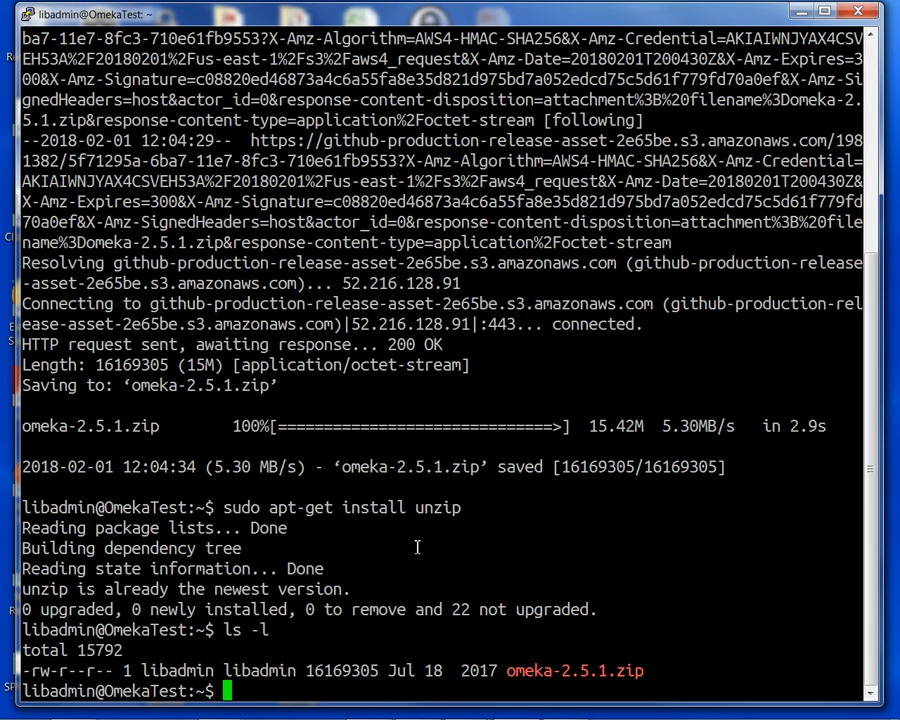 libadmin@OmekaTest: ~
ba7-11e7-8fc3-710e61fb9553?X-Amz-Algorithm=AWS4-HMAC-SHA256&X-Amz-Credential=AKIAIWNJYAX4CSV
EH53A%2F20180201%2Fus-east-1%2Fs3%2Faws4_request&X-Amz-Date=20180201T200430Z&X-Amz-Expires=3
00&X-Amz-Signature=c08820ed46873a4c6a55fa8e35d821d975bd7a052edcd75c5d61f779fd70a0ef&X-Amz-Si
gnedHeaders=host&actor_id=0&response-content-disposition=attachment%3B%20filename%3Domeka-2.
5.1.zip&response-content-type=application%2Foctet-stream [following]
--2018-02-01 12:04:29-- https://github-production-release-asset-2e65be.s3.amazonaws.com/198
1382/5f71295a-6ba7-11e7-8fc3-710e61fb9553?X-Amz-Algorithm=AWS4-HMAC-SHA256&X-Amz-Credential=
AKIAIWNJYAX4CSVEH53A%2F20180201%2Fus-east-1%2Fs3%2Faws4_request&X-Amz-Date=20180201T200430Z&
X-Amz-Expires=300&X-Amz-Signature=c08820ed46873a4c6a55fa8e35d821d975bd7a052edcd75c5d61f779fd
70a0ef&X-Amz-SignedHeaders=host&actor_id=0&response-content-disposition=attachment%3B%20file
name%3Domeka-2.5.1.zip&response-content-type=application%2Foctet-stream
Resolving github-production-release-asset-2e65be.s3.amazonaws.com (github-production-release
-asset-2e65be.s3.amazonaws.com)... 52.216.128.91
Connecting to github-production-release-asset-2e65be.s3.amazonaws.com (github-production-rel
ease-asset-2e65be.s3.amazonaws.com)|52.216.128.91|:443... connected.
HTTP request sent, awaiting response... 200 OK
Length: 16169305 (15M) [application/octet-stream]
Saving to: ‘omeka-2.5.1.zip’
omeka-2.5.1.zip 100%[==============================>] 15.42M 5.30MB/s in 2.9s
2018-02-01 12:04:34 (5.30 MB/s) - ‘omeka-2.5.1.zip’ saved [16169305/16169305]
libadmin@OmekaTest:~$ sudo apt-get install unzip
Reading package lists... Done
Building dependency tree
Reading state information... Done
unzip is already the newest version.
0 upgraded, 0 newly installed, 0 to remove and 22 not upgraded.
libadmin@OmekaTest:~$ ls -l
total 15792
-rw-r--r-- 1 libadmin libadmin 16169305 Jul 18 2017 omeka-2.5.1.zip
libadmin@OmekaTest:~$